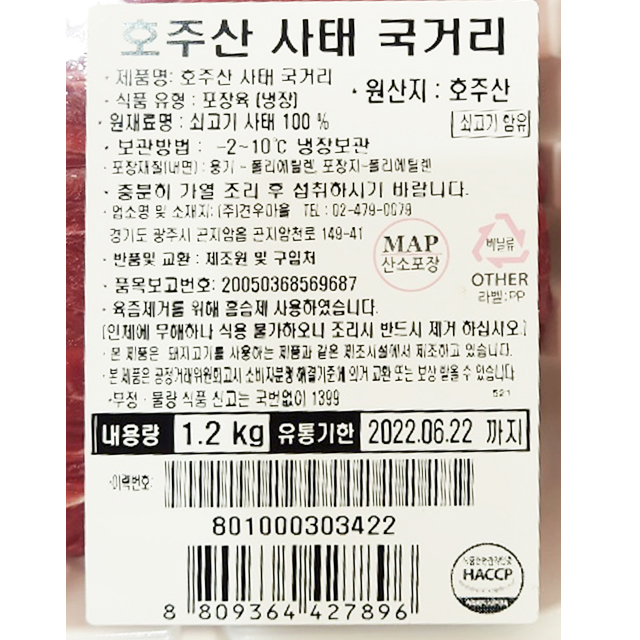 호주산 사태 국거리
· 제품명: 호주산 사태 국거리
· 식품 유형 : 포장육 (냉장)
· 원산지 : 호주산
· 원재료명 : 쇠고기 사태 100 %
쇠고기 함유
· 보관방법 : -2~10℃ 냉장보관
· 포장재질(내면) : 용기 - 폴리에틸렌, 포장지-폴리에틸렌
· 충분히 가열 조리 후 섭취하시기 바랍니다.
· 업소명 및 소재지: (주)견우마을 TEL : 02-479-0079
경기도 광주시 곤지암읍 곤지암천로 149-41
· 반품및 교환 : 제조원 및 구입처
MAP
산소포장
비닐류
OTHER
라벨:PP
· 품목보고번호: 20050368569687
· 육즙제거를 위해 흡습제 사용하였습니다.
(인체에 무해하나 식용 불가하오니 조리시 반드시 제거 하십시오.)
· 본 제품은 돼지고기를 사용하는 제품과 같은 제조시설에서 제조하고 있습니다.
· 본 제품은 공정거래위원회고시 소비자분쟁 해결기준에 의거 교환 또는 보상 받을 수 있습니다
· 부정 · 불량 식품 신고는 국번없이 1399
521
내용량 1.2 kg 유통기한 2022.06.22 까지
·이력번호:
801000303422
8 809364 427896
HACCP